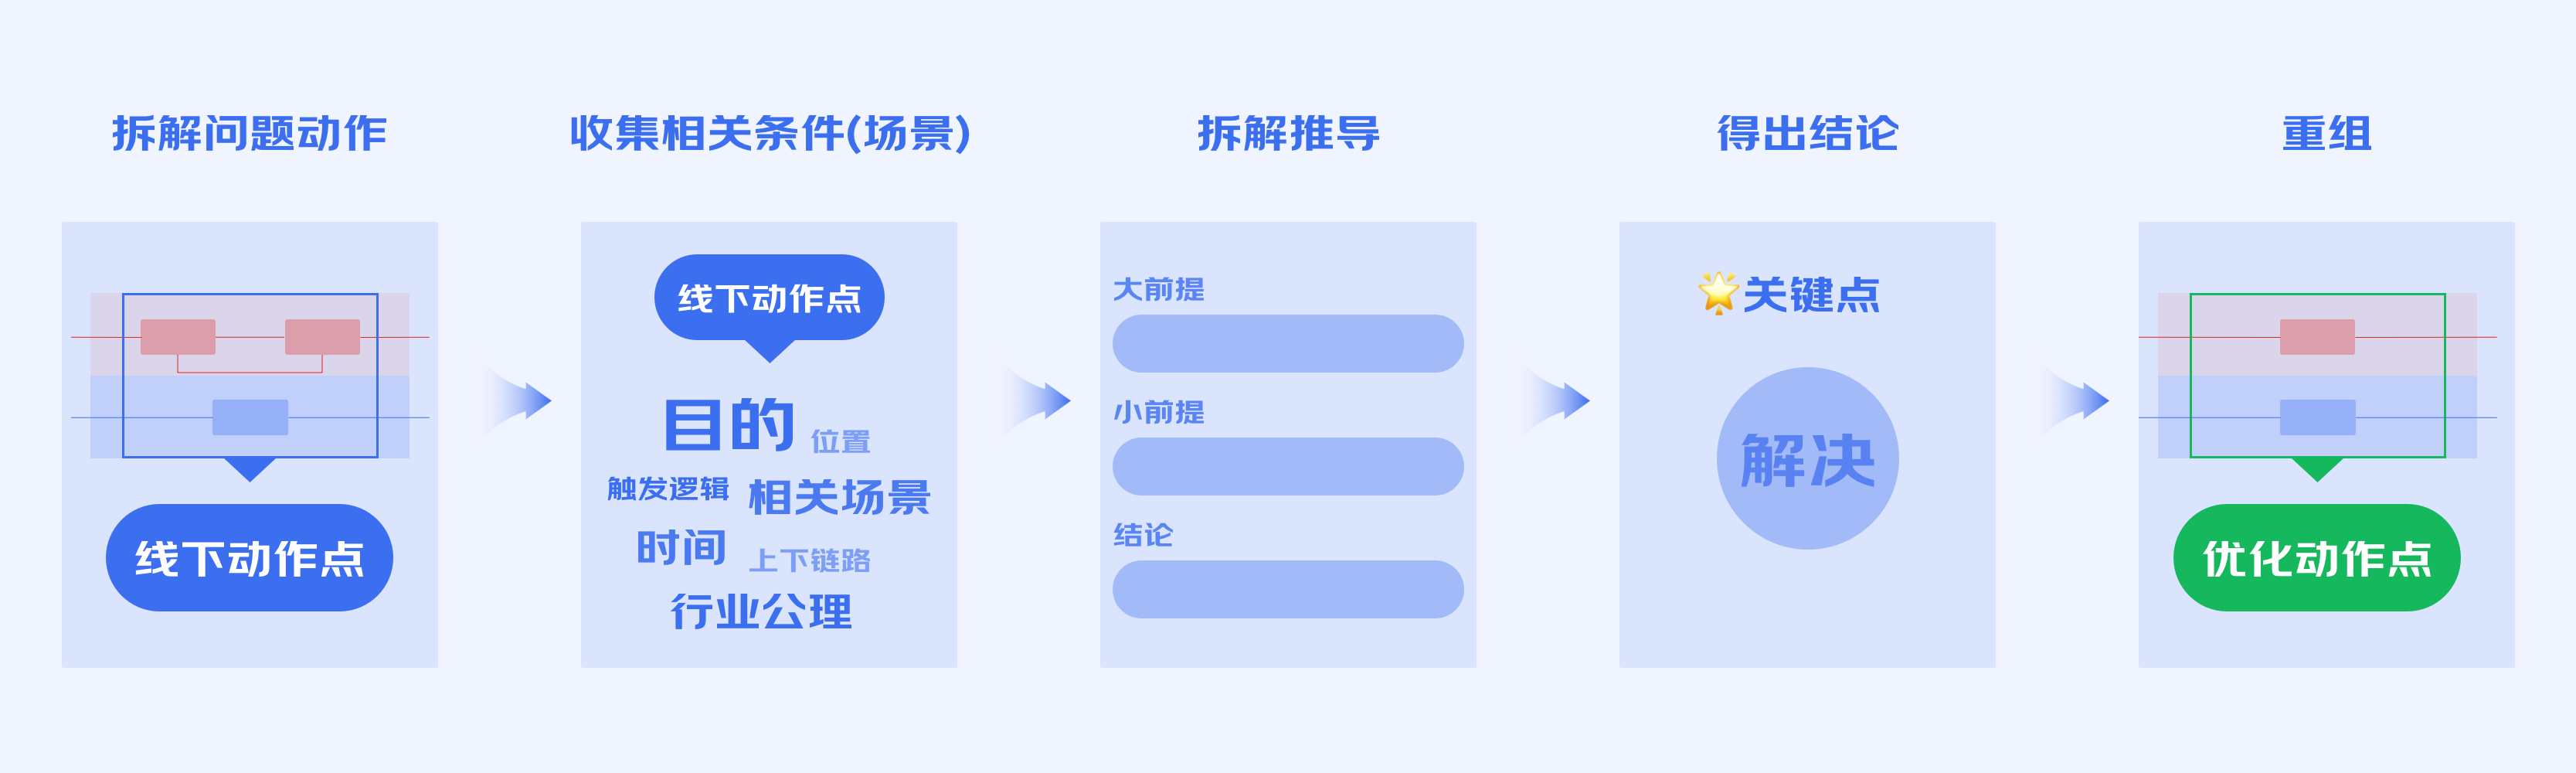 拆解问题动作
收集相关条件(场景)
拆解推导
得出结论
重组
线下动作点
线下动作点
目的
位置
触发逻辑
相关场景
时间
上下链路
行业公理
大前提
小前提
结论
🌟关键点
解决
优化动作点